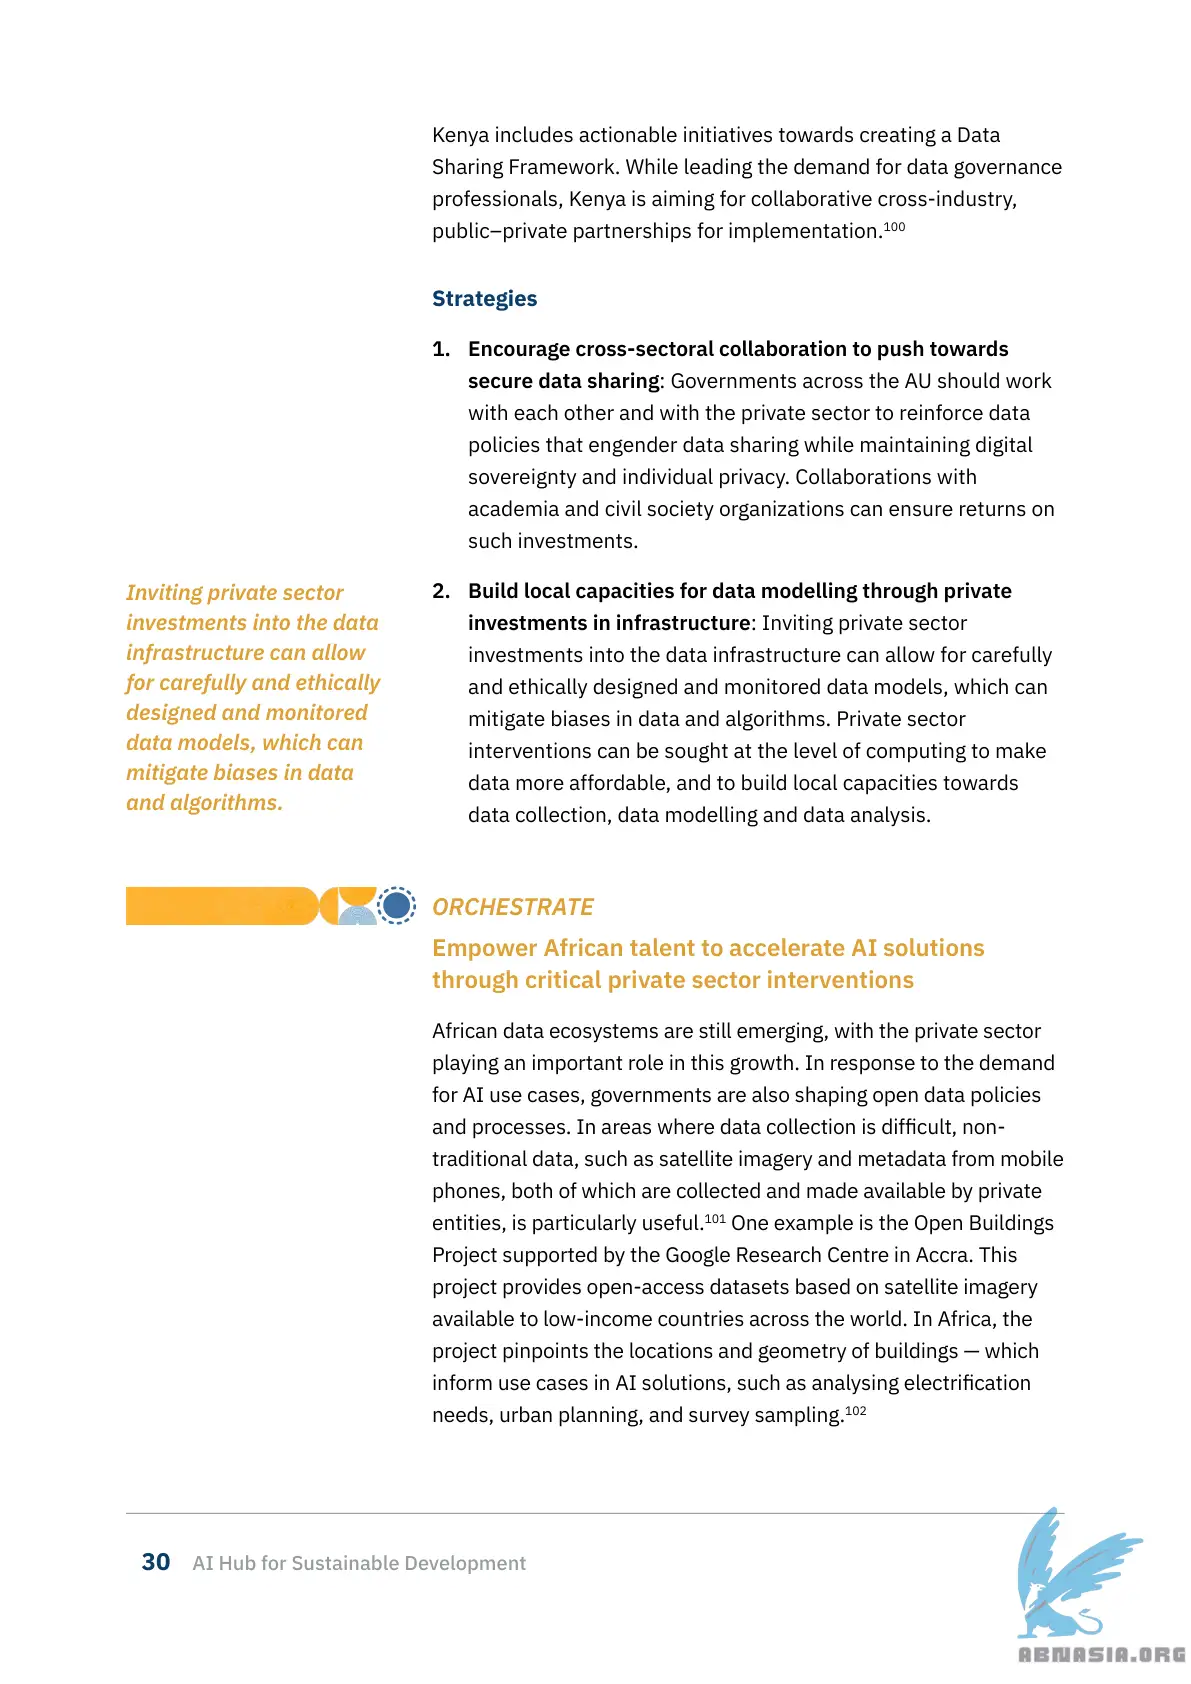 Kenya includes actionable initiatives towards creating a Data
Sharing Framework. While leading the demand for data governance
professionals, Kenya is aiming for collaborative cross-industry,
public–private partnerships for implementation.100
Strategies
1. Encourage cross-sectoral collaboration to push towards
secure data sharing: Governments across the AU should work
with each other and with the private sector to reinforce data
policies that engender data sharing while maintaining digital
sovereignty and individual privacy. Collaborations with
academia and civil society organizations can ensure returns on
such investments.
Inviting private sector
investments into the data
infrastructure can allow
for carefully and ethically
designed and monitored
data models, which can
mitigate biases in data
and algorithms.
2. Build local capacities for data modelling through private
investments in infrastructure: Inviting private sector
investments into the data infrastructure can allow for carefully
and ethically designed and monitored data models, which can
mitigate biases in data and algorithms. Private sector
interventions can be sought at the level of computing to make
data more affordable, and to build local capacities towards
data collection, data modelling and data analysis.
ORCHESTRATE
Empower African talent to accelerate AI solutions
through critical private sector interventions
African data ecosystems are still emerging, with the private sector
playing an important role in this growth. In response to the demand
for AI use cases, governments are also shaping open data policies
and processes. In areas where data collection is difficult, non-
traditional data, such as satellite imagery and metadata from mobile
phones, both of which are collected and made available by private
entities, is particularly useful.101 One example is the Open Buildings
Project supported by the Google Research Centre in Accra. This
project provides open-access datasets based on satellite imagery
available to low-income countries across the world. In Africa, the
project pinpoints the locations and geometry of buildings — which
inform use cases in AI solutions, such as analysing electrification
needs, urban planning, and survey sampling.102
30 AI Hub for Sustainable Development
ABNASIA.ORG